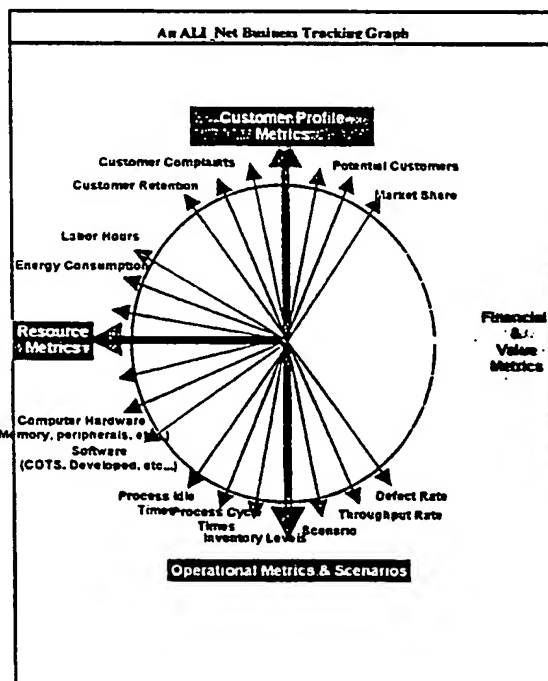 An ALI Net Business Tracking Graph
Customer Profile
Metrics
Customer Complaints
Potential Customers
Customer Retention
Market Share
Labor Hours
Energy Consumption
Resource
Metrics
Financial
&
Value
Metrics
Computer Hardware
Memory, peripherals, etc...)
Software
(COTS. Developed, etc...)
Process Idle
Times
Process Cycle
Times
Inventory Levels
Scenario
Throughput Rate
Defect Rate
Operational Metrics & Scenarios